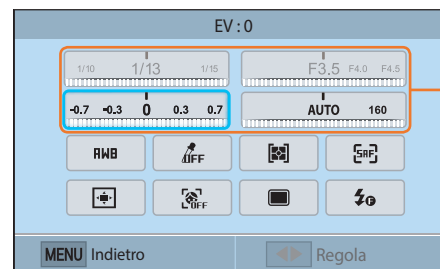 EV : 0
1/10 1/13 1/15
F3.5 F4.0 F4.5
-0.7 -0.3 0 0.3 0.7
AUTO 160
AWB
OFF
SAF
OFF
MENU Indietro
Regola